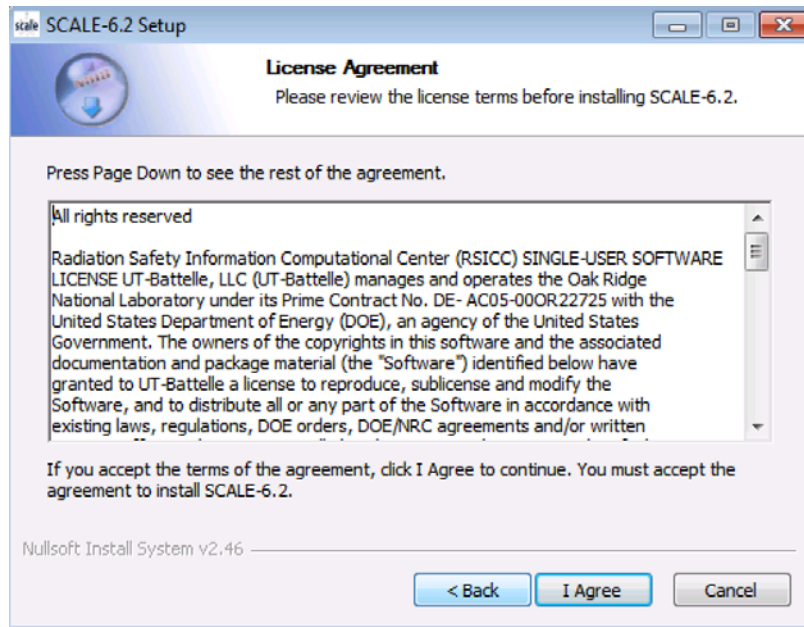 scale SCALE-6.2 Setup
License Agreement
Please review the license terms before installing SCALE-6.2.
Press Page Down to see the rest of the agreement.
All rights reserved
Radiation Safety Information Computational Center (RSICC) SINGLE-USER SOFTWARE
LICENSE UT-Battelle, LLC (UT-Battelle) manages and operates the Oak Ridge
National Laboratory under its Prime Contract No. DE- AC05-00OR22725 with the
United States Department of Energy (DOE), an agency of the United States
Government. The owners of the copyrights in this software and the associated
documentation and package material (the "Software") identified below have
granted to UT-Battelle a license to reproduce, sublicense and modify the
Software, and to distribute all or any part of the Software in accordance with
existing laws, regulations, DOE orders, DOE/NRC agreements and/or written
If you accept the terms of the agreement, click I Agree to continue. You must accept the
agreement to install SCALE-6.2.
Nullsoft Install System v2.46
< Back
I Agree
Cancel